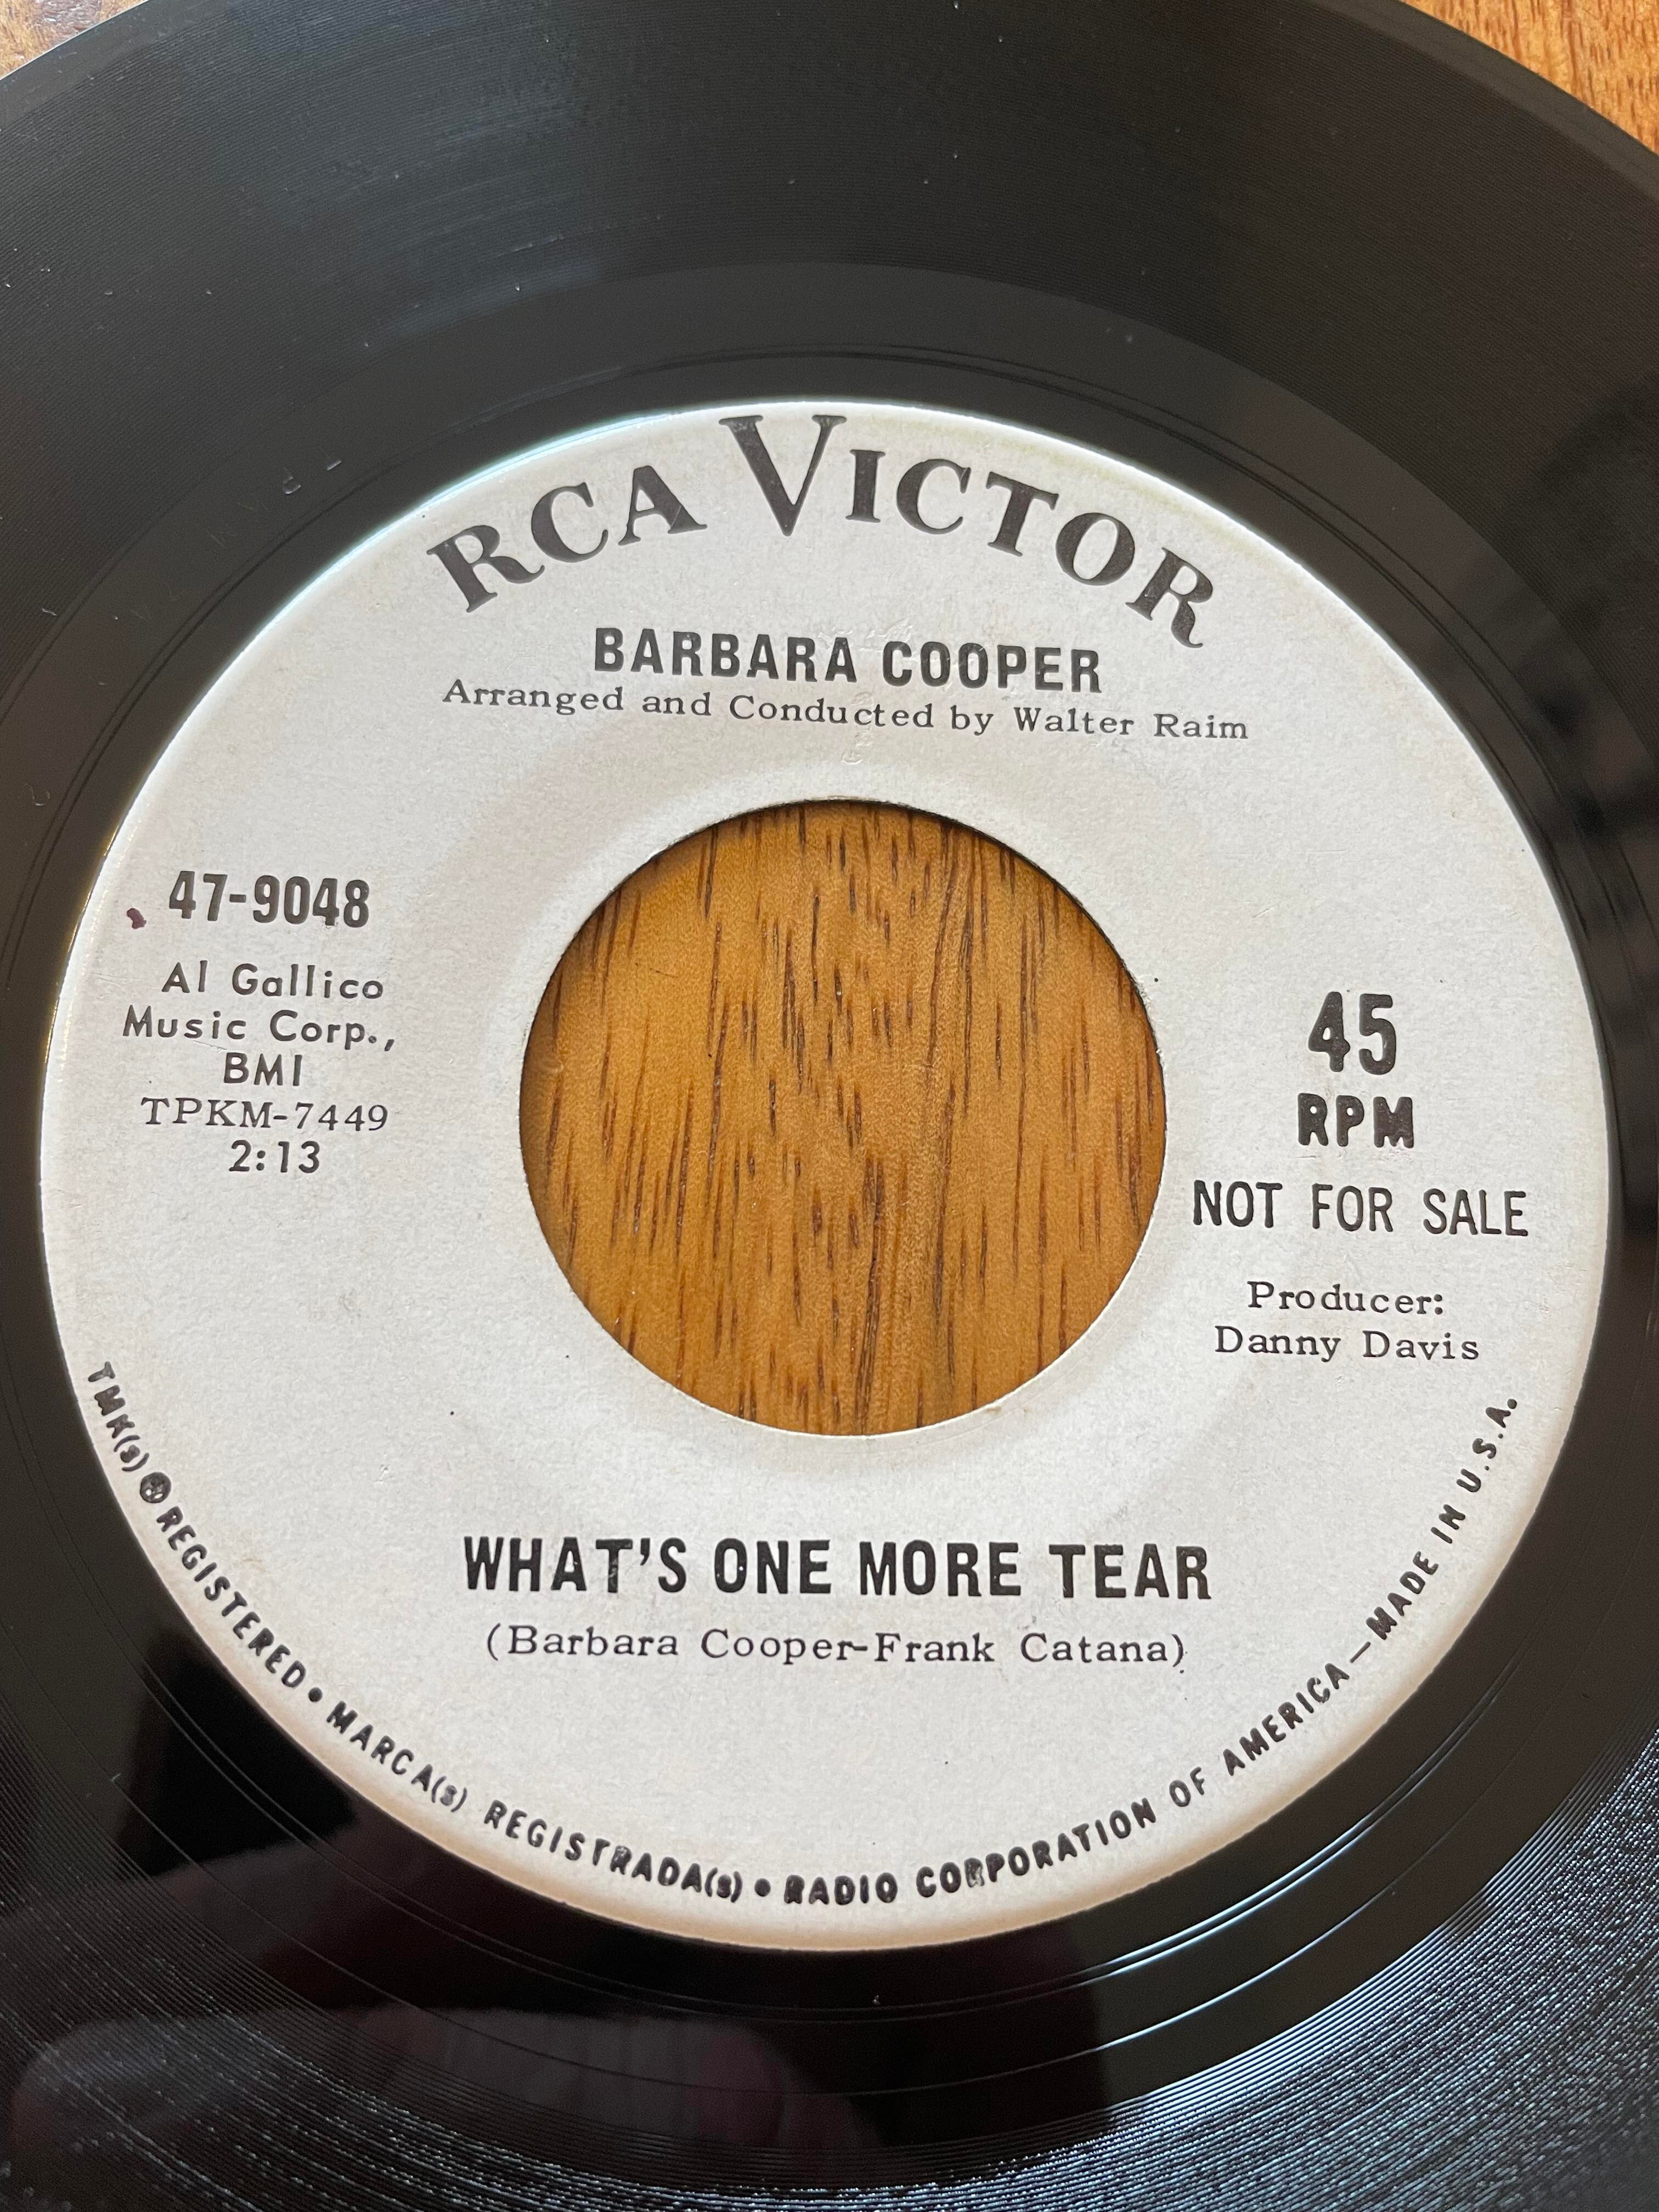 RCA VICTOR
BARBARA COOPER
Arranged and Conducted by Walter Raim
47-9048
Al Gallico
Music Corp.,
BMI
TPKM-7449
2:13
45
RPM
NOT FOR SALE
Producer:
Danny Davis
WHAT'S ONE MORE TEAR
(Barbara Cooper-Frank Catana)
TMK(s) ® REGISTERED • MARCA(s) REGISTRADA(s) • RADIO CORPORATION OF AMERICA — MADE IN U.S.A.